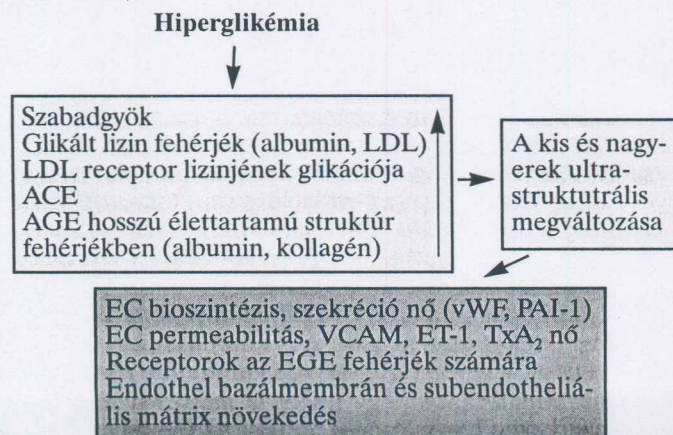 Hiperglikémia
Szabadgyök
Glikált lizin fehérjék (albumin, LDL)
LDL receptor lizinjének glikációja
ACE
AGE hosszú élettartamú struktúr
fehérjékben (albumin, kollagén)
A kis és nagy-
erek ultra-
struktutrális
megváltozása
EC bioszintézis, szekréció nő (vWF, PAI-1)
EC permeabilitás, VCAM, ET-1, TxA₂ nő
Receptorok az EGE fehérjék számára
Endothel bazálmembrán és subendotheliá-
lis mátrix növekedés